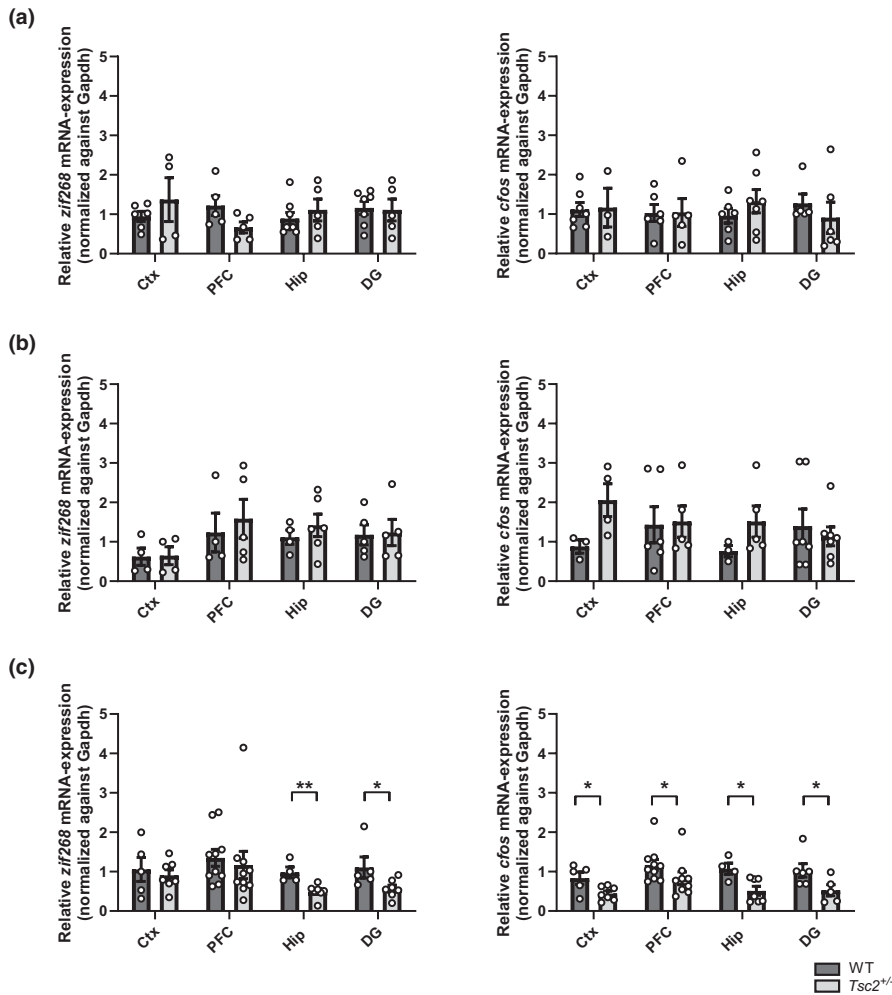 (a)
Relative zif268 mRNA-expression
(normalized against Gapdh)
5
4
3
2
1
0
Ctx
PFC
Hip
DG
Relative cfos mRNA-expression
(normalized against Gapdh)
5
4
3
2
1
0
Ctx
PFC
Hip
DG
(b)
Relative zif268 mRNA-expression
(normalized against Gapdh)
5
4
3
2
1
0
Ctx
PFC
Hip
DG
Relative cfos mRNA-expression
(normalized against Gapdh)
5
4
3
2
1
0
Ctx
PFC
Hip
DG
(c)
Relative zif268 mRNA-expression
(normalized against Gapdh)
5
4
3
2
1
0
**
*
Ctx
PFC
Hip
DG
Relative cfos mRNA-expression
(normalized against Gapdh)
5
4
3
2
1
0
*
*
*
*
Ctx
PFC
Hip
DG
WT
Tsc2+/-